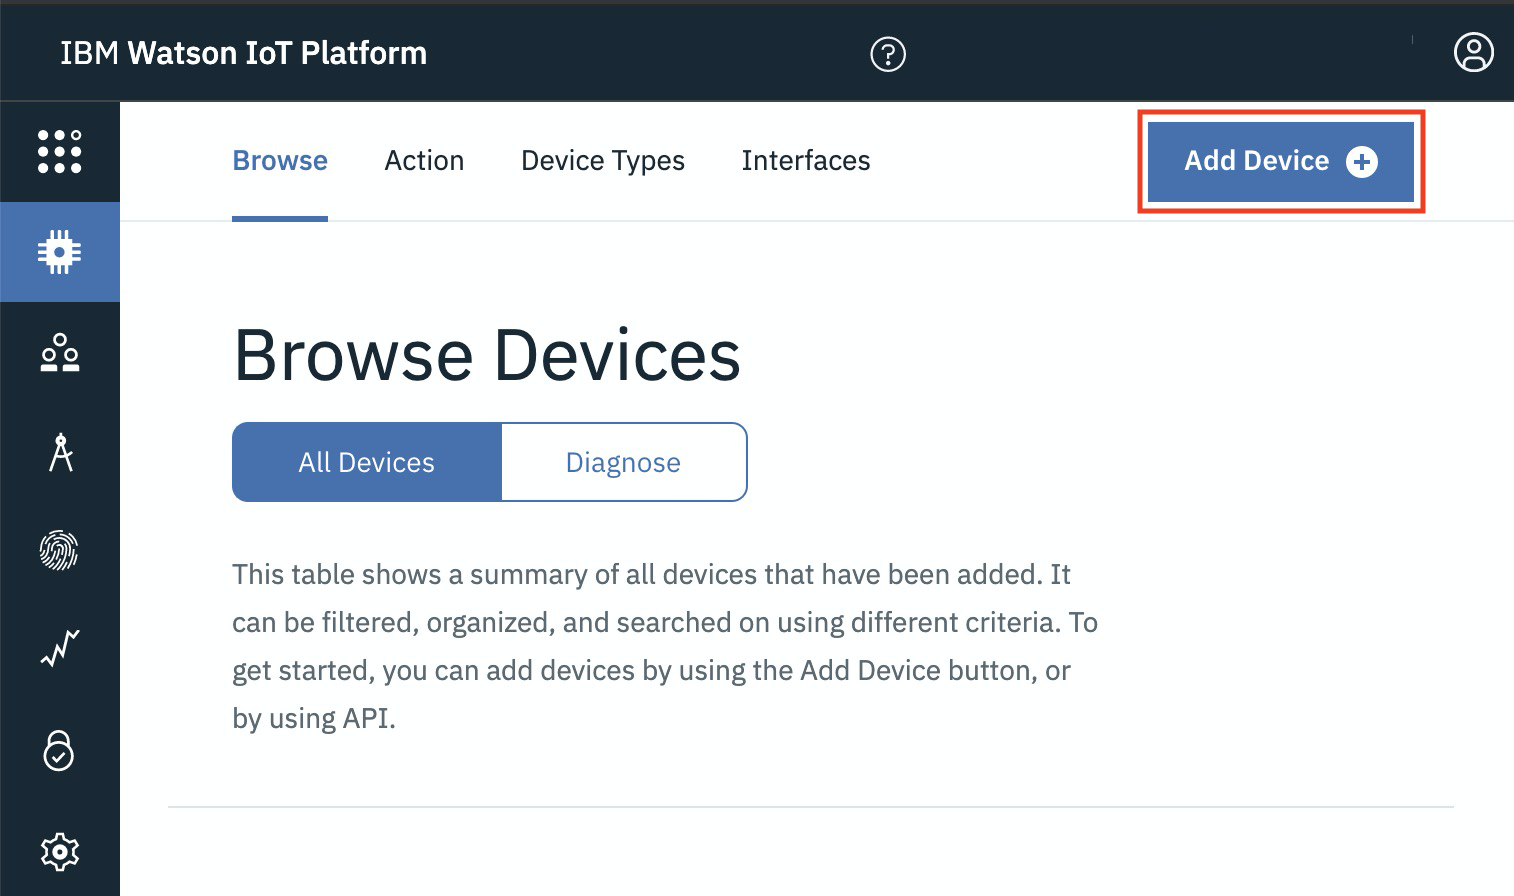 IBM Watson IoT Platform
Browse Action Device Types Interfaces Add Device
Browse Devices
All Devices Diagnose
This table shows a summary of all devices that have been added. It
can be filtered, organized, and searched on using different criteria. To
get started, you can add devices by using the Add Device button, or
by using API.